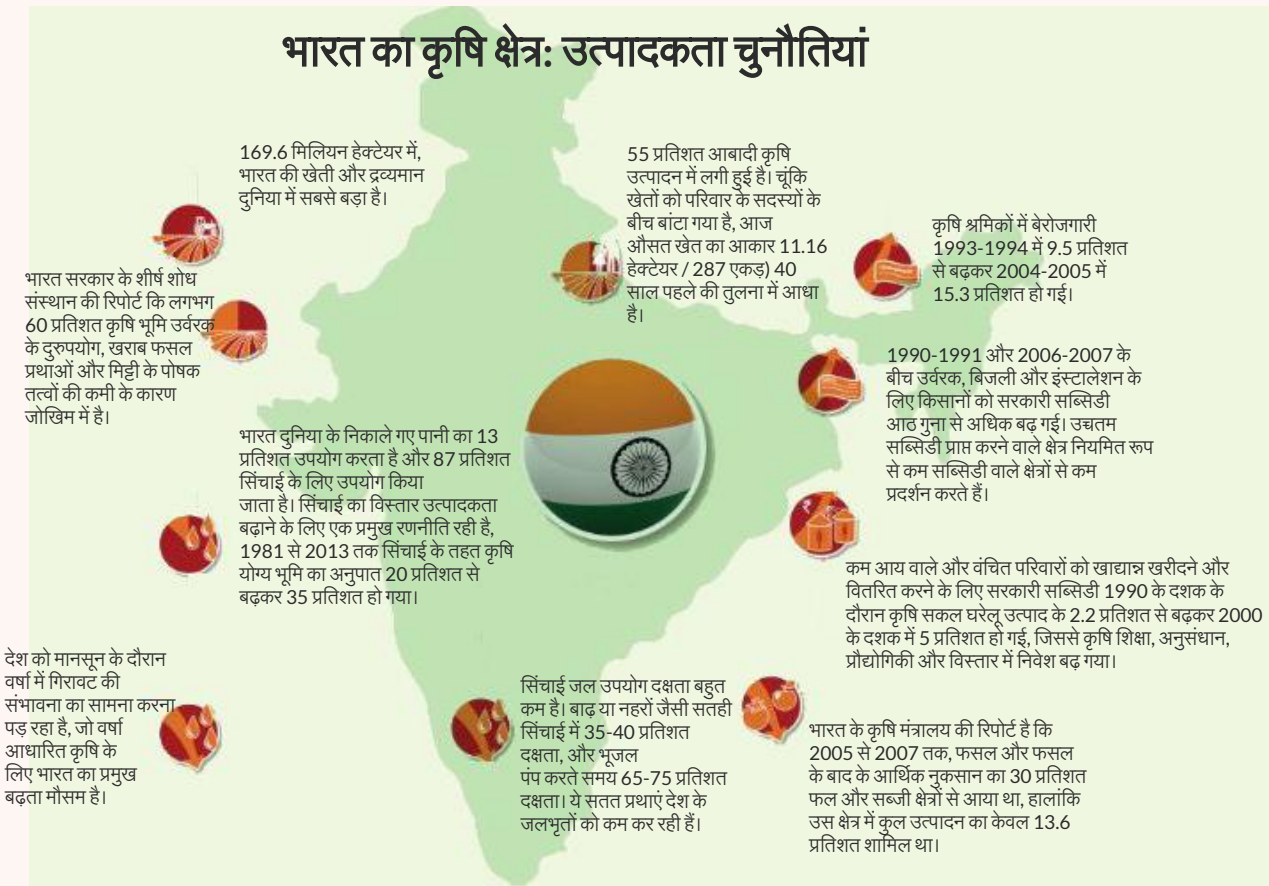 भारत का कृषि क्षेत्र: उत्पादकता चुनौतियां
169.6 मिलियन हेक्टेयर में,
भारत की खेती और द्रव्यमान
दुनिया में सबसे बड़ा है।
55 प्रतिशत आबादी कृषि
उत्पादन में लगी हुई है। चूंकि
खेतों को परिवार के सदस्यों के
बीच बांटा गया है, आज
औसत खेत का आकार 11.16
हेक्टेयर / 287 एकड़) 40
साल पहले की तुलना में आधा
है।
कृषि श्रमिकों में बेरोजगारी
1993-1994 में 9.5 प्रतिशत
से बढ़कर 2004-2005 में
15.3 प्रतिशत हो गई।
भारत सरकार के शीर्ष शोध
संस्थान की रिपोर्ट कि लगभग
60 प्रतिशत कृषि भूमि उर्वरक
के दुरुपयोग, खराब फसल
प्रथाओं और मिट्टी के पोषक
तत्वों की कमी के कारण
जोखिम में है।
1990-1991 और 2006-2007 के
बीच उर्वरक, बिजली और इंस्टालेशन के
लिए किसानों को सरकारी सब्सिडी
आठ गुना से अधिक बढ़ गई। उच्चतम
सब्सिडी प्राप्त करने वाले क्षेत्र नियमित रूप
से कम सब्सिडी वाले क्षेत्रों से कम
प्रदर्शन करते हैं।
भारत दुनिया के निकाले गए पानी का 13
प्रतिशत उपयोग करता है और 87 प्रतिशत
सिंचाई के लिए उपयोग किया
जाता है। सिंचाई का विस्तार उत्पादकता
बढ़ाने के लिए एक प्रमुख रणनीति रही है,
1981 से 2013 तक सिंचाई के तहत कृषि
योग्य भूमि का अनुपात 20 प्रतिशत से
बढ़कर 35 प्रतिशत हो गया।
कम आय वाले और वंचित परिवारों को खाद्यान्न खरीदने और
वितरित करने के लिए सरकारी सब्सिडी 1990 के दशक के
दौरान कृषि सकल घरेलू उत्पाद के 2.2 प्रतिशत से बढ़कर 2000
के दशक में 5 प्रतिशत हो गई, जिससे कृषि शिक्षा, अनुसंधान,
प्रौद्योगिकी और विस्तार में निवेश बढ़ गया।
देश को मानसून के दौरान
वर्षा में गिरावट की
संभावना का सामना करना
पड़ रहा है, जो वर्षा
आधारित कृषि के
लिए भारत का प्रमुख
बढ़ता मौसम है।
सिंचाई जल उपयोग दक्षता बहुत
कम है। बाढ़ या नहरों जैसी सतही
सिंचाई में 35-40 प्रतिशत
दक्षता, और भूजल
पंप करते समय 65-75 प्रतिशत
दक्षता। ये सतत प्रथाएं देश के
जलभृतों को कम कर रही हैं।
भारत के कृषि मंत्रालय की रिपोर्ट है कि
2005 से 2007 तक, फसल और फसल
के बाद के आर्थिक नुकसान का 30 प्रतिशत
फल और सब्जी क्षेत्रों से आया था, हालांकि
उस क्षेत्र में कुल उत्पादन का केवल 13.6
प्रतिशत शामिल था।